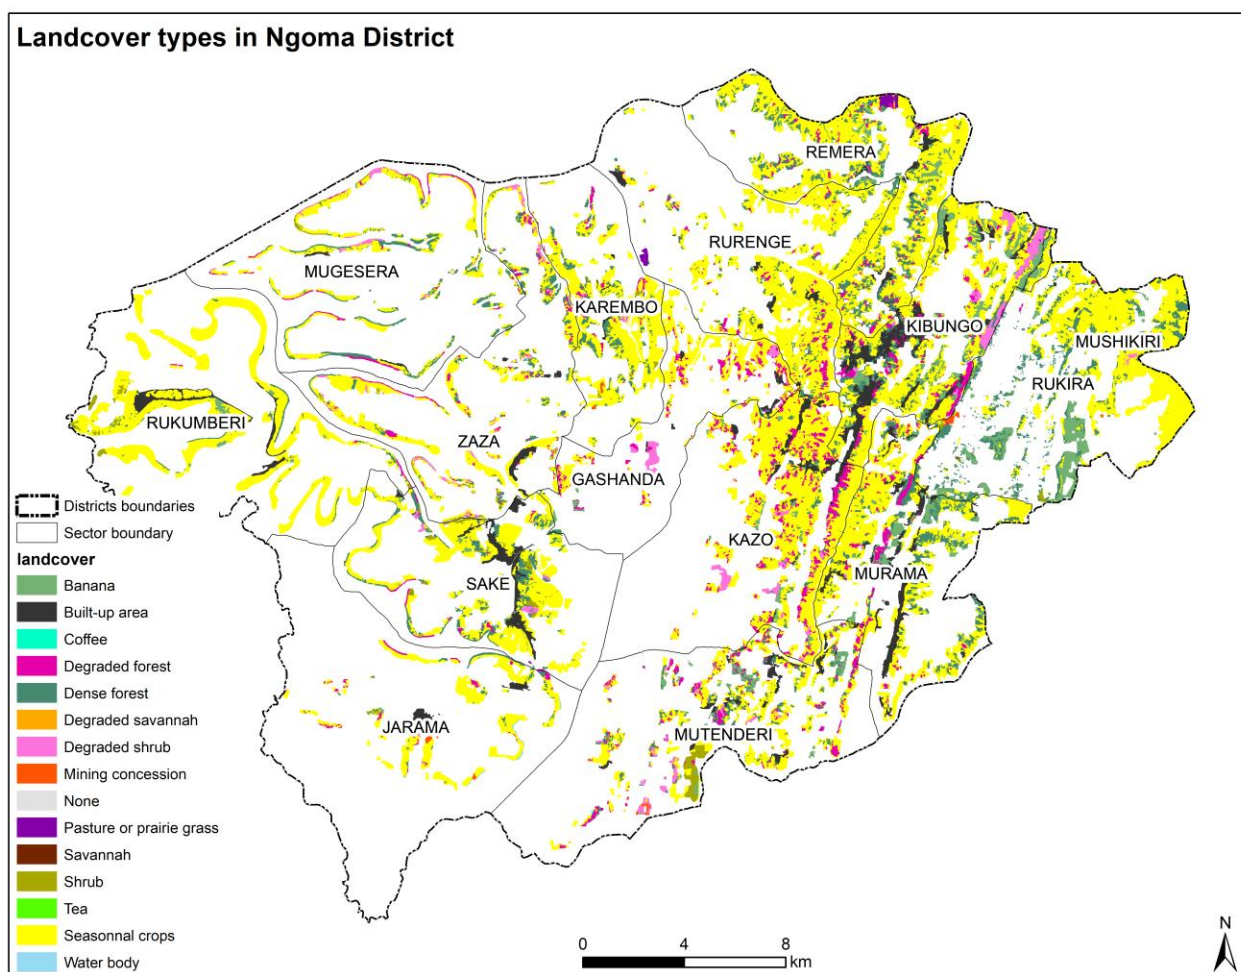 Landcover types in Ngoma District
REMERA
RURENGE
MUGESERA
KAREMBO
KIBUNGO
MUSHIKIRI
RUKIRA
RUKUMBERI
ZAZA
GASHANDA
KAZO
MURAMA
SAKE
JARAMA
MUTENDERI
Districts boundaries
Sector boundary
landcover
Banana
Built-up area
Coffee
Degraded forest
Dense forest
Degraded savannah
Degraded shrub
Mining concession
None
Pasture or prairie grass
Savannah
Shrub
Tea
Seasonnal crops
Water body
0 4 8
km
N